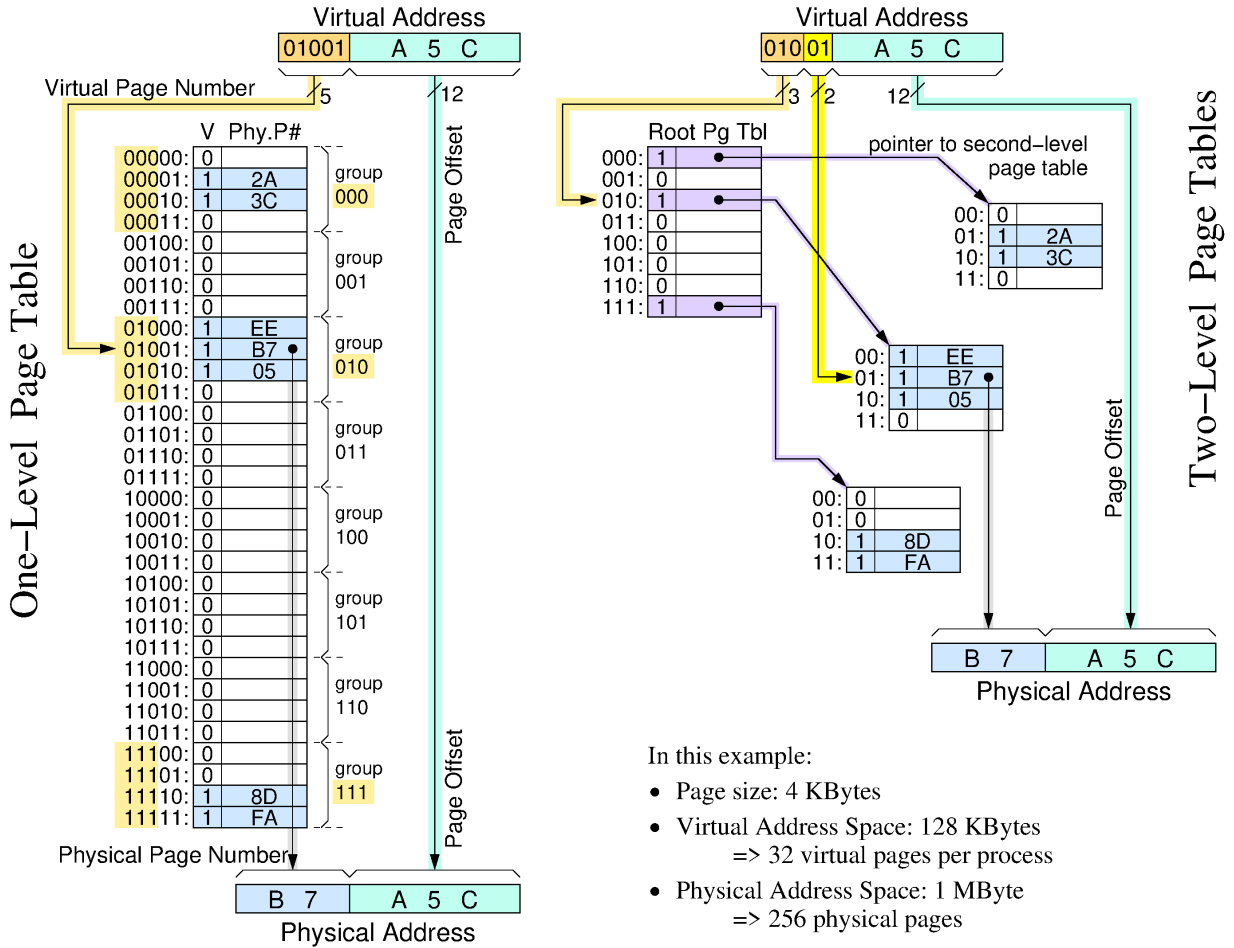 One–Level Page Table
Virtual Address
01001 A 5 C
Virtual Page Number
5
12
V Phy.P#
00000: 0
00001: 1 2A
00010: 1 3C
00011: 0
group
000
00100: 0
00101: 0
00110: 0
00111: 0
group
001
01000: 1 EE
01001: 1 B7
01010: 1 05
01011: 0
group
010
01100: 0
01101: 0
01110: 0
01111: 0
group
011
10000: 0
10001: 0
10010: 0
10011: 0
group
100
10100: 0
10101: 0
10110: 0
10111: 0
group
101
11000: 0
11001: 0
11010: 0
11011: 0
group
110
11100: 0
11101: 0
11110: 1 8D
11111: 1 FA
group
111
Page Offset
Page Offset
Physical Page Number
B 7 A 5 C
Physical Address
Two–Level Page Tables
Virtual Address
010 01 A 5 C
3
2
12
Root Pg Tbl
000: 1
001: 0
010: 1
011: 0
100: 0
101: 0
110: 0
111: 1
pointer to second–level
page table
00: 0
01: 1 2A
10: 1 3C
11: 0
00: 1 EE
01: 1 B7
10: 1 05
11: 0
00: 0
01: 0
10: 1 8D
11: 1 FA
Page Offset
B 7 A 5 C
Physical Address
In this example:
• Page size: 4 KBytes
• Virtual Address Space: 128 KBytes
=> 32 virtual pages per process
• Physical Address Space: 1 MByte
=> 256 physical pages